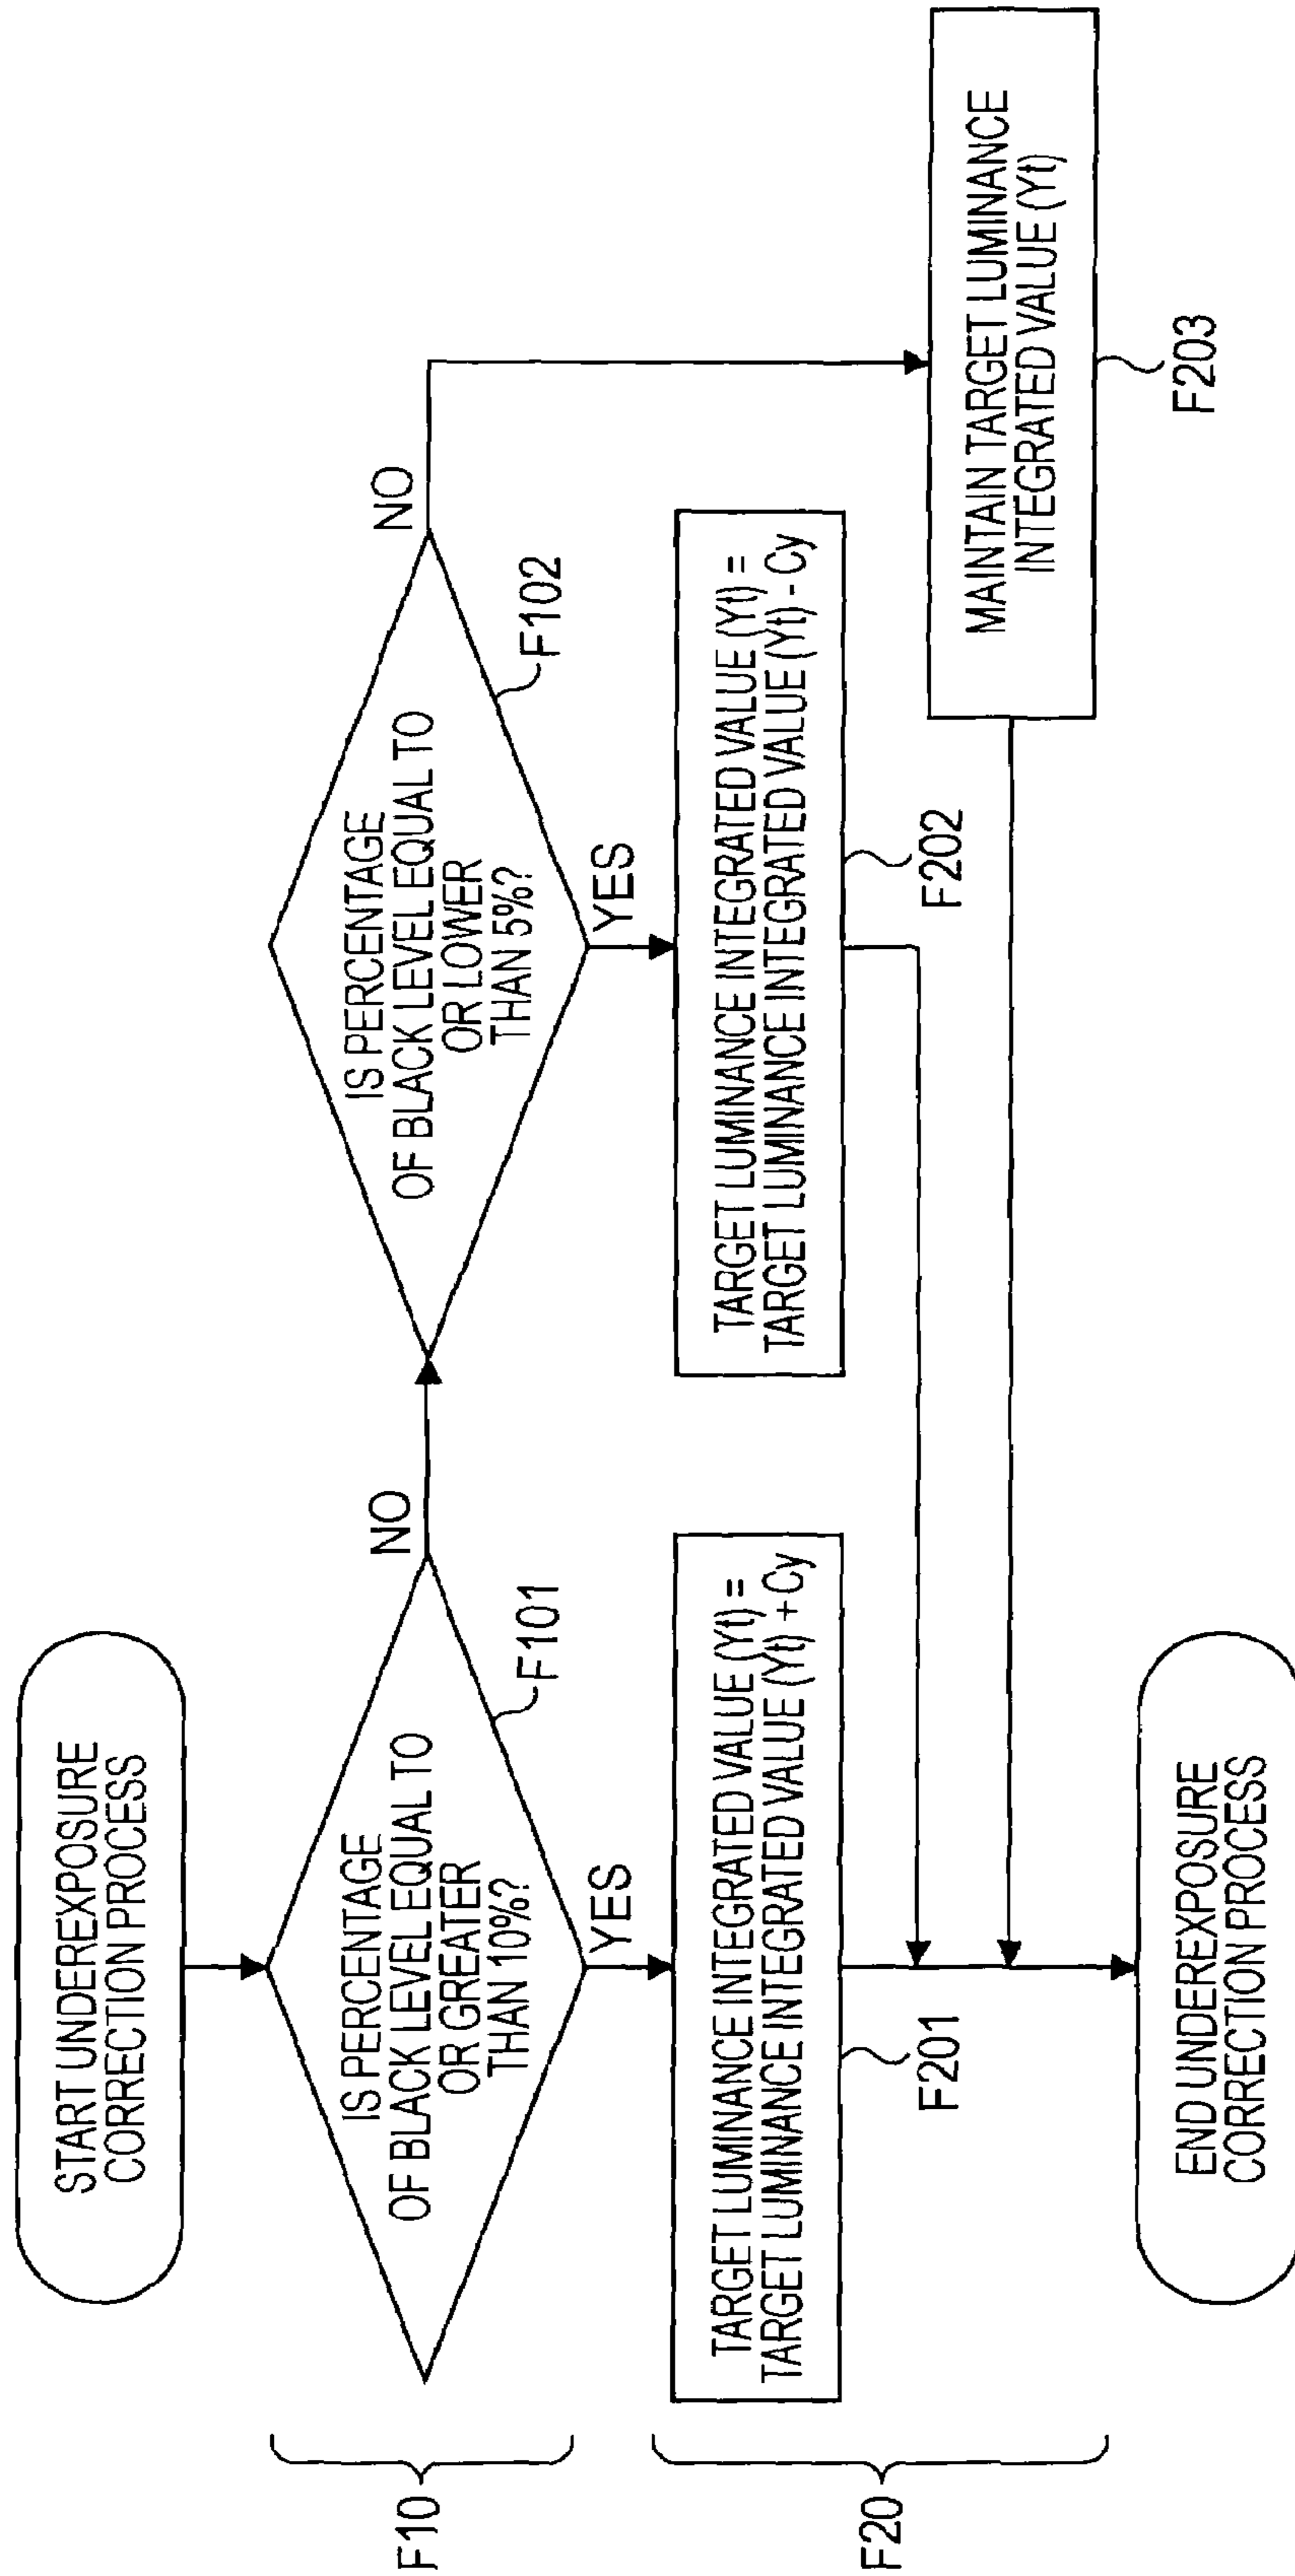 START UNDEREXPOSURE
CORRECTION PROCESS
F10
IS PERCENTAGE
OF BLACK LEVEL EQUAL TO
OR GREATER
THAN 10%?
F101
NO
YES
IS PERCENTAGE
OF BLACK LEVEL EQUAL TO
OR LOWER
THAN 5%?
F102
NO
YES
F20
TARGET LUMINANCE INTEGRATED VALUE (Yt) =
TARGET LUMINANCE INTEGRATED VALUE (Yt) + Cy
F201
TARGET LUMINANCE INTEGRATED VALUE (Yt) =
TARGET LUMINANCE INTEGRATED VALUE (Yt) - Cy
F202
MAINTAIN TARGET LUMINANCE
INTEGRATED VALUE (Yt)
F203
END UNDEREXPOSURE
CORRECTION PROCESS